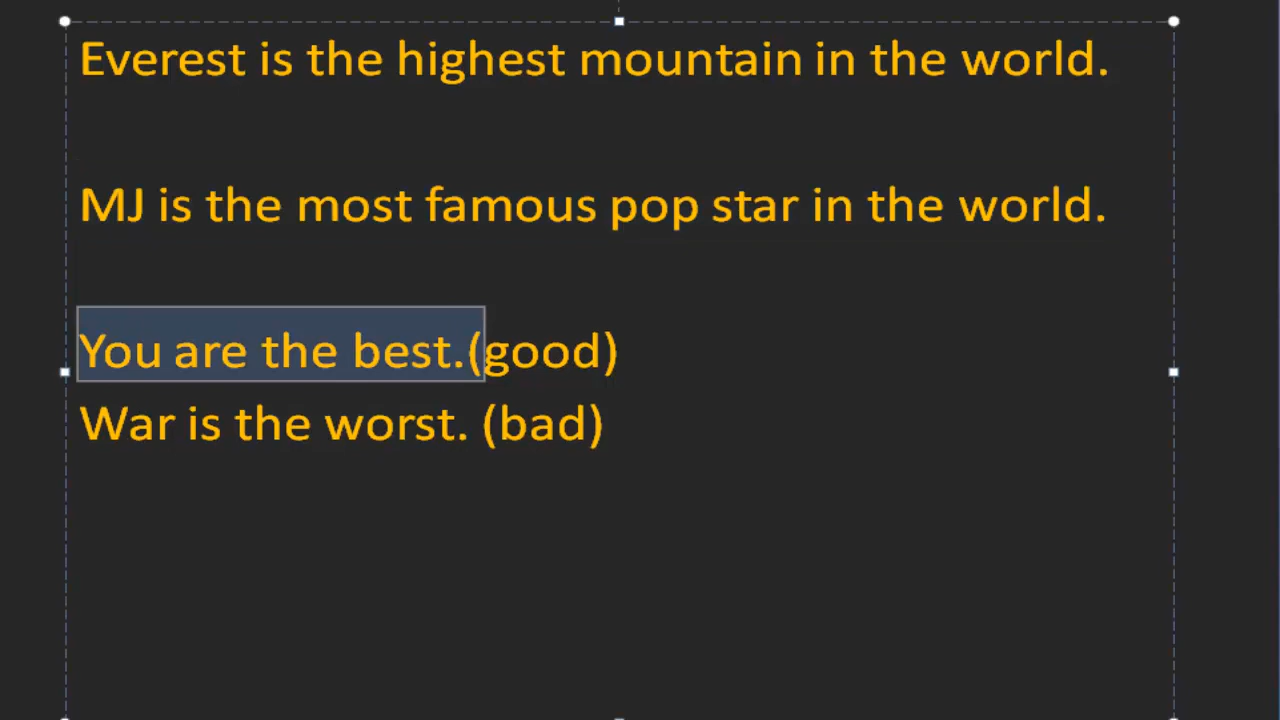 Everest is the highest mountain in the world.
MJ is the most famous pop star in the world.
You are the best.(good)
War is the worst. (bad)